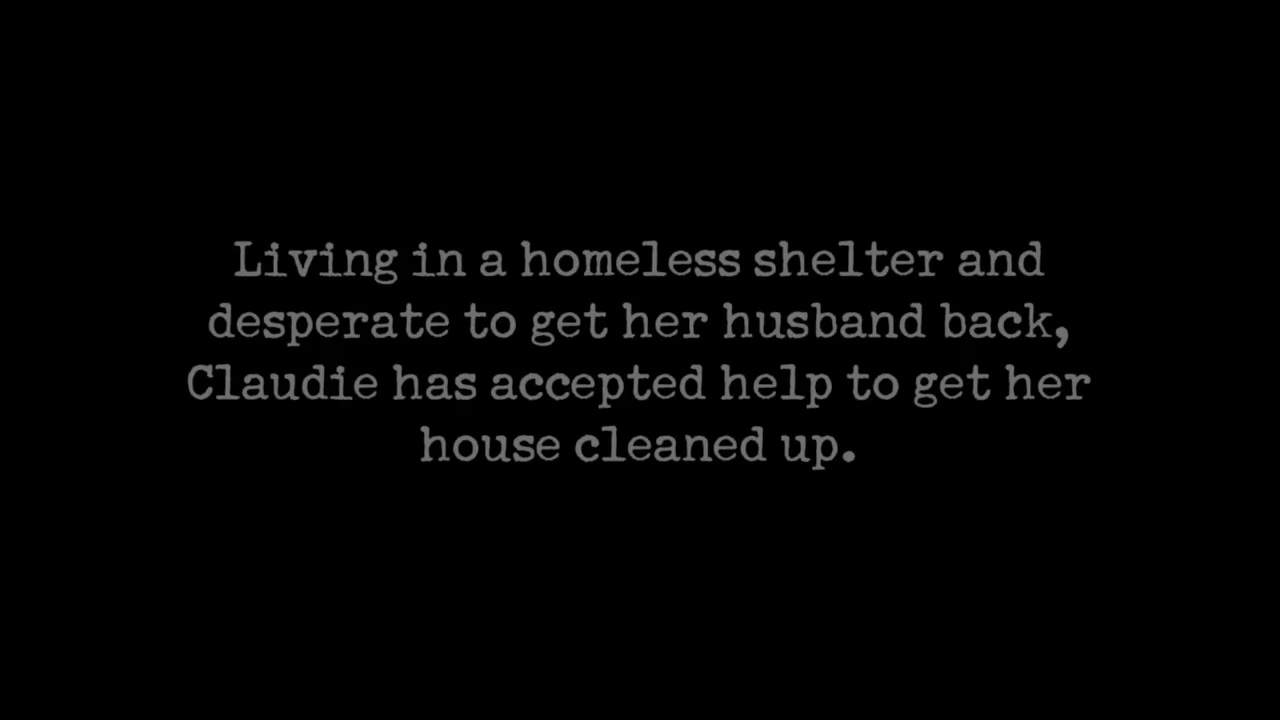 Living in a homeless shelter and
desperate to get her husband back,
Claudie has accepted help to get her
house cleaned up.